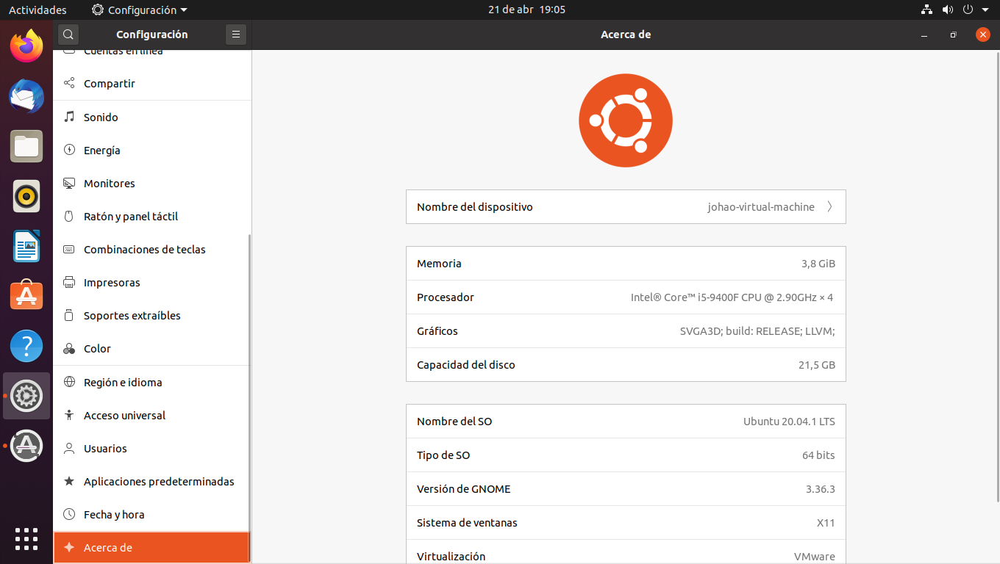 Actividades
Configuración
21 de abr 19:05
Configuración
Acerca de
Cuentas en línea
Compartir
Sonido
Energía
Monitores
Ratón y panel táctil
Combinaciones de teclas
Impresoras
Soportes extraíbles
Color
Región e idioma
Acceso universal
Usuarios
Aplicaciones predeterminadas
Fecha y hora
Acerca de
Nombre del dispositivo johao-virtual-machine
Memoria 3,8 GiB
Procesador Intel® Core™ i5-9400F CPU @ 2.90GHz × 4
Gráficos SVGA3D; build: RELEASE; LLVM;
Capacidad del disco 21,5 GB
Nombre del SO Ubuntu 20.04.1 LTS
Tipo de SO 64 bits
Versión de GNOME 3.36.3
Sistema de ventanas X11
Virtualización VMware